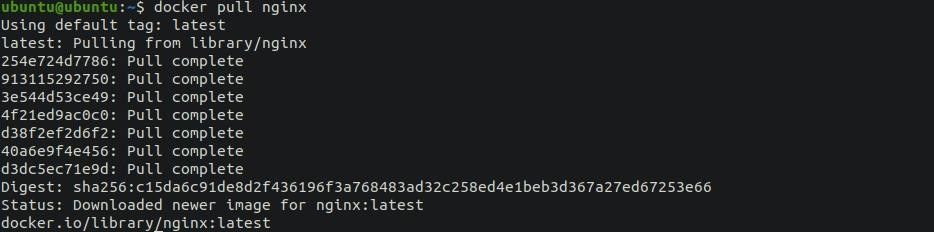 ubuntu@ubuntu:~$ docker pull nginx
Using default tag: latest
latest: Pulling from library/nginx
254e724d7786: Pull complete
913115292750: Pull complete
3e544d53ce49: Pull complete
4f21ed9ac0c0: Pull complete
d38f2ef2d6f2: Pull complete
40a6e9f4e456: Pull complete
d3dc5ec71e9d: Pull complete
Digest: sha256:c15da6c91de8d2f436196f3a768483ad32c258ed4e1beb3d367a27ed67253e66
Status: Downloaded newer image for nginx:latest
docker.io/library/nginx:latest